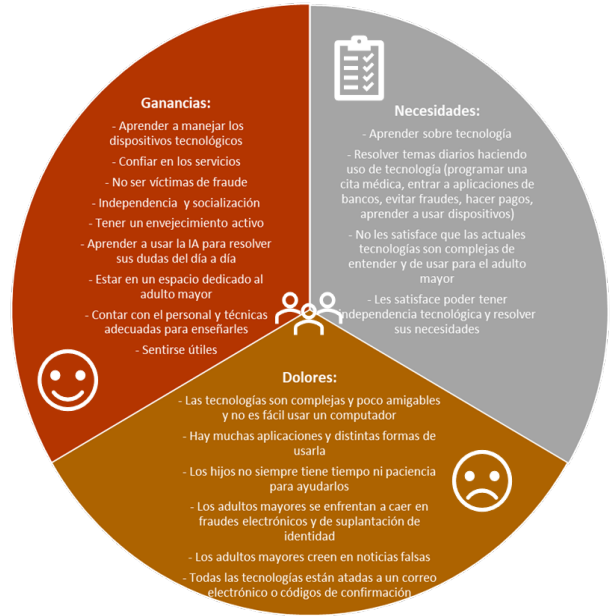 Ganancias:
- Aprender a manejar los
dispositivos tecnológicos
- Confiar en los servicios
- No ser víctimas de fraude
- Independencia y socialización
- Tener un envejecimiento activo
- Aprender a usar la IA para resolver
sus dudas del día a día
- Estar en un espacio dedicado al
adulto mayor
- Contar con el personal y técnicas
adecuadas para enseñarles
- Sentirse útiles
Necesidades:
- Aprender sobre tecnología
- Resolver temas diarios haciendo
uso de tecnología (programar una
cita médica, entrar a aplicaciones de
bancos, evitar fraudes, hacer pagos,
aprender a usar dispositivos)
- No les satisface que las actuales
tecnologías son complejas de
entender y de usar para el adulto
mayor
- Les satisface poder tener
independencia tecnológica y resolver
sus necesidades
Dolores:
- Las tecnologías son complejas y poco amigables
y no es fácil usar un computador
- Hay muchas aplicaciones y distintas formas de
usarla
- Los hijos no siempre tiene tiempo ni paciencia
para ayudarlos
- Los adultos mayores se enfrentan a caer en
fraudes electrónicos y de suplantación de
identidad
- Los adultos mayores creen en noticias falsas
- Todas las tecnologías están atadas a un correo
electrónico o códigos de confirmación